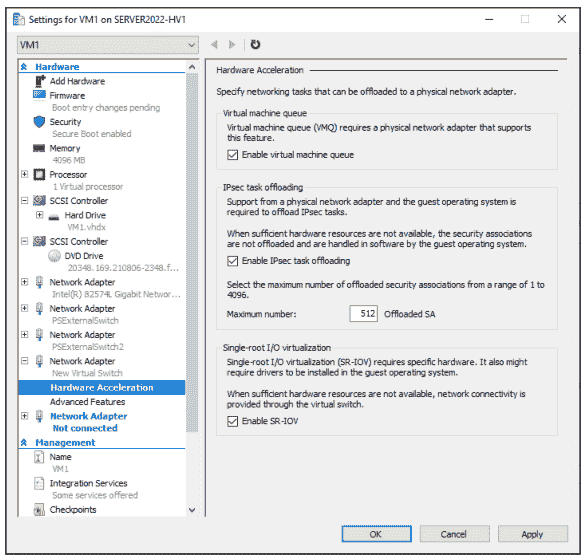 Settings for VM1 on SERVER2022-HV1
VM1
Hardware
Add Hardware
Firmware
Boot entry changes pending
Security
Secure Boot enabled
Memory
4096 MB
Processor
1 Virtual processor
SCSI Controller
Hard Drive
VM1.vhdx
SCSI Controller
DVD Drive
20348.169.210806-2348.f...
Network Adapter
Intel(R) 82574L Gigabit Networ...
Network Adapter
PSExternalSwitch
Network Adapter
PSExternalSwitch2
Network Adapter
New Virtual Switch
Hardware Acceleration
Advanced Features
Network Adapter
Not connected
Management
Name
VM1
Integration Services
Some services offered
Checkpoints
Hardware Acceleration
Specify networking tasks that can be offloaded to a physical network adapter.
Virtual machine queue
Virtual machine queue (VMQ) requires a physical network adapter that supports
this feature.
Enable virtual machine queue
IPsec task offloading
Support from a physical network adapter and the guest operating system is
required to offload IPsec tasks.
When sufficient hardware resources are not available, the security associations
are not offloaded and are handled in software by the guest operating system.
Enable IPsec task offloading
Select the maximum number of offloaded security associations from a range of 1 to
4096.
Maximum number: 512 Offloaded SA
Single-root I/O virtualization
Single-root I/O virtualization (SR-IOV) requires specific hardware. It also might
require drivers to be installed in the guest operating system.
When sufficient hardware resources are not available, network connectivity is
provided through the virtual switch.
Enable SR-IOV
OK
Cancel
Apply